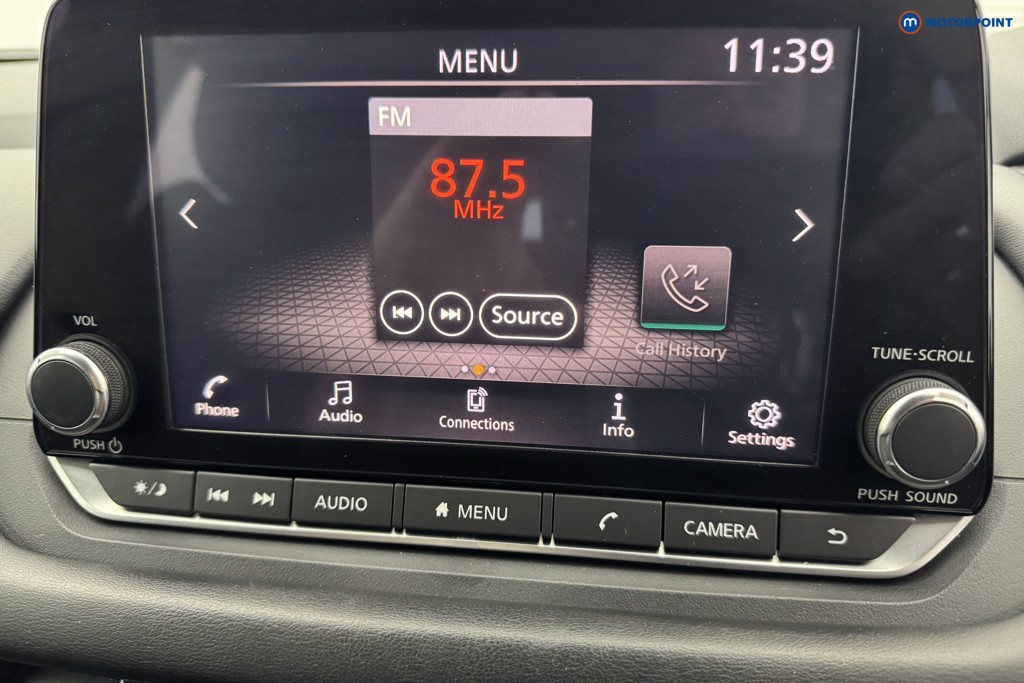 m MOTORPOINT
MENU
11:39
FM
87.5
MHz
Source
Call History
VOL
TUNE·SCROLL
Phone
Audio
Connections
Info
Settings
PUSH
PUSH SOUND
AUDIO
MENU
CAMERA